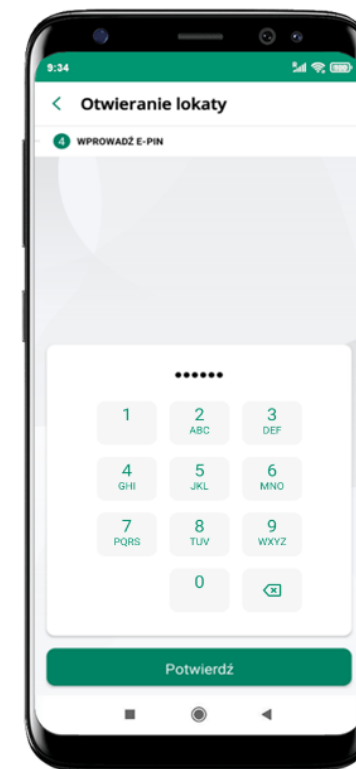 9:34
Otwieranie lokaty
4 WPROWADŹ E-PIN
••••••
1 2 3
ABC DEF
4 5 6
GHI JKL MNO
7 8 9
PQRS TUV WXYZ
0
Potwierdź